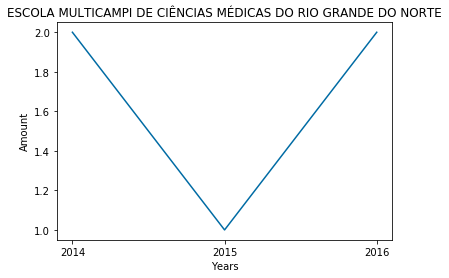 ESCOLA MULTICAMPI DE CIÊNCIAS MÉDICAS DO RIO GRANDE DO NORTE
2.0
1.8
1.6
1.4
1.2
1.0
Amount
2014 2015 2016
Years